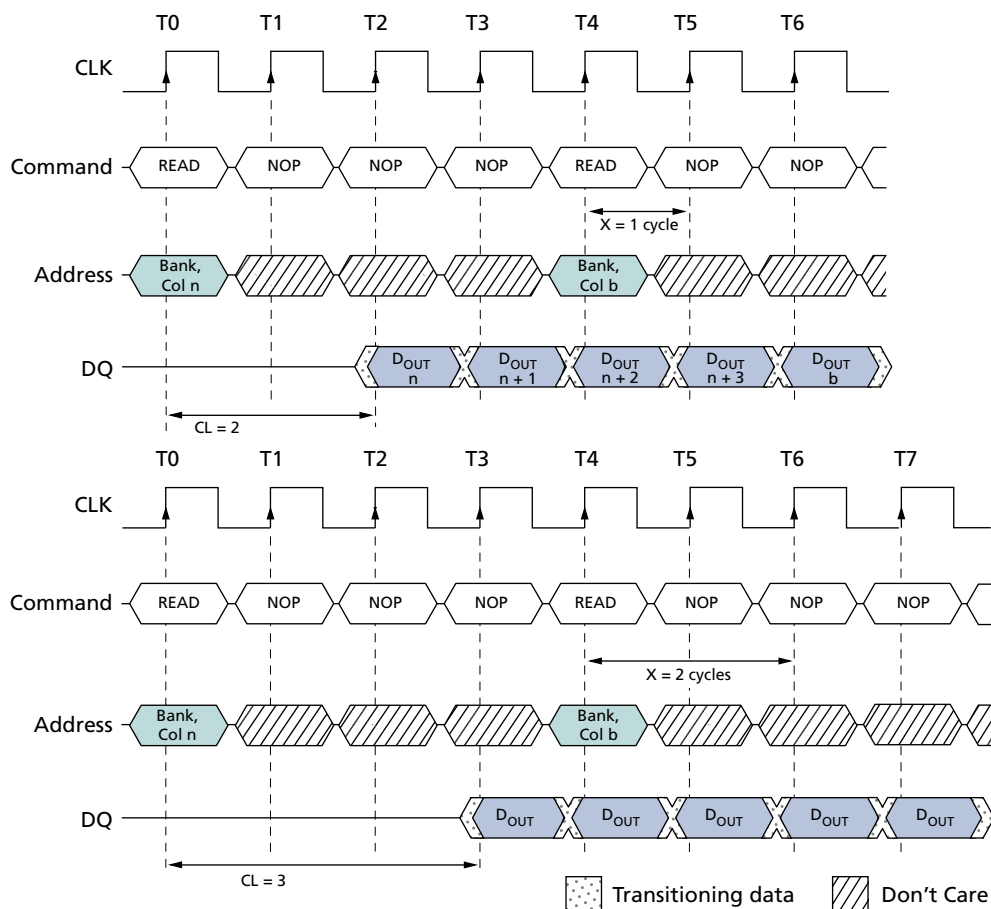 T0 T1 T2 T3 T4 T5 T6
CLK
Command READ NOP NOP NOP READ NOP NOP
X = 1 cycle
Address Bank, Col n Bank, Col b
DQ DOUT n DOUT n + 1 DOUT n + 2 DOUT n + 3 DOUT b
CL = 2
T0 T1 T2 T3 T4 T5 T6 T7
CLK
Command READ NOP NOP NOP READ NOP NOP NOP
X = 2 cycles
Address Bank, Col n Bank, Col b
DQ DOUT DOUT DOUT DOUT DOUT
CL = 3
Transitioning data Don't Care